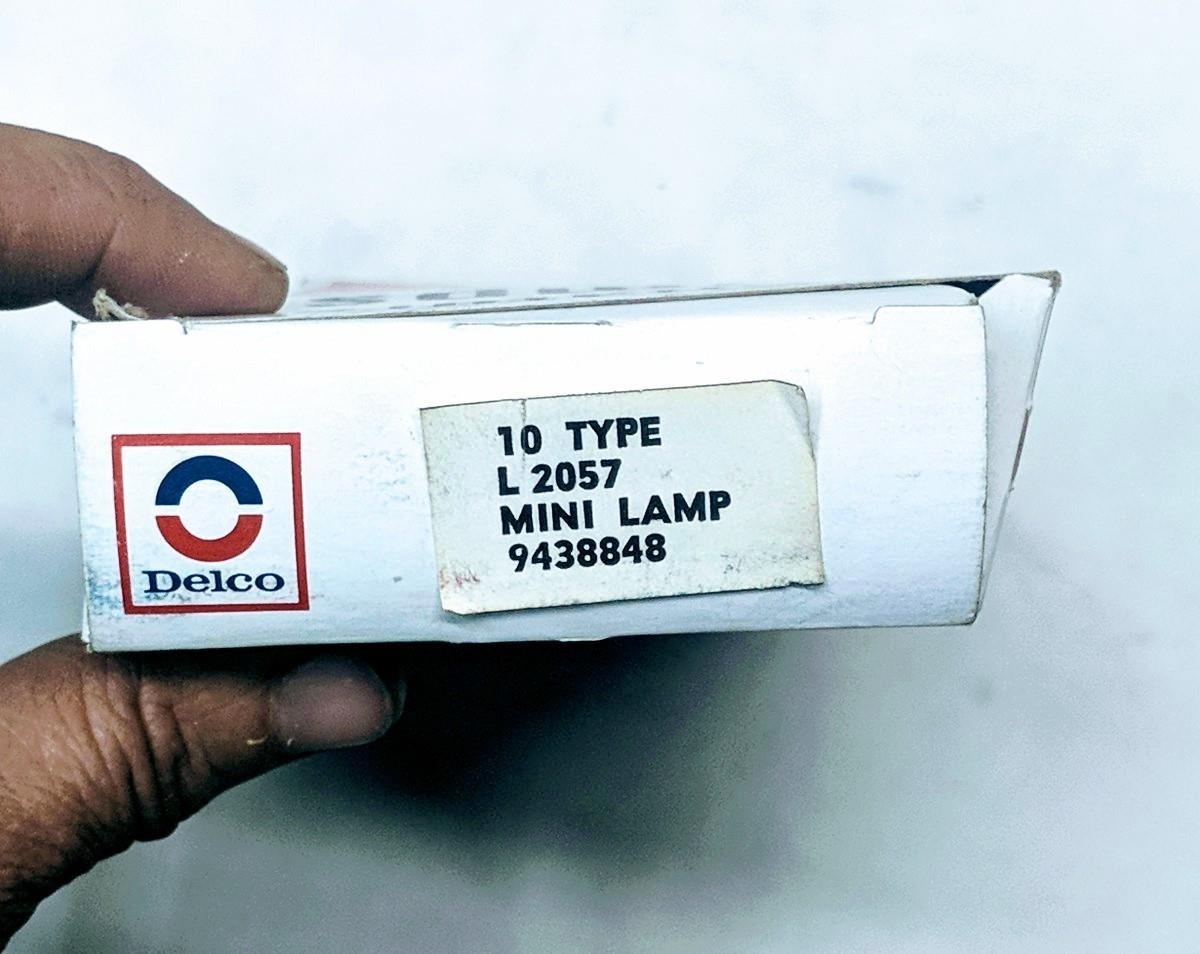 Delco
10 TYPE
L 2057
MINI LAMP
9438848